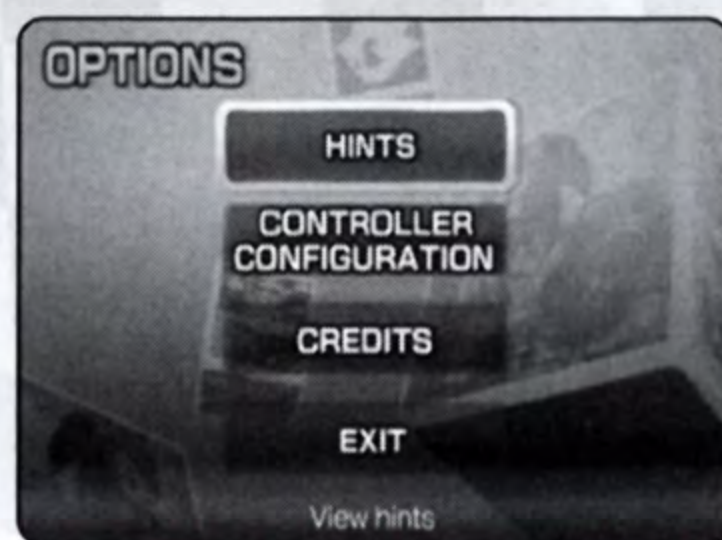 OPTIONS
HINTS
CONTROLLER
CONFIGURATION
CREDITS
EXIT
View hints